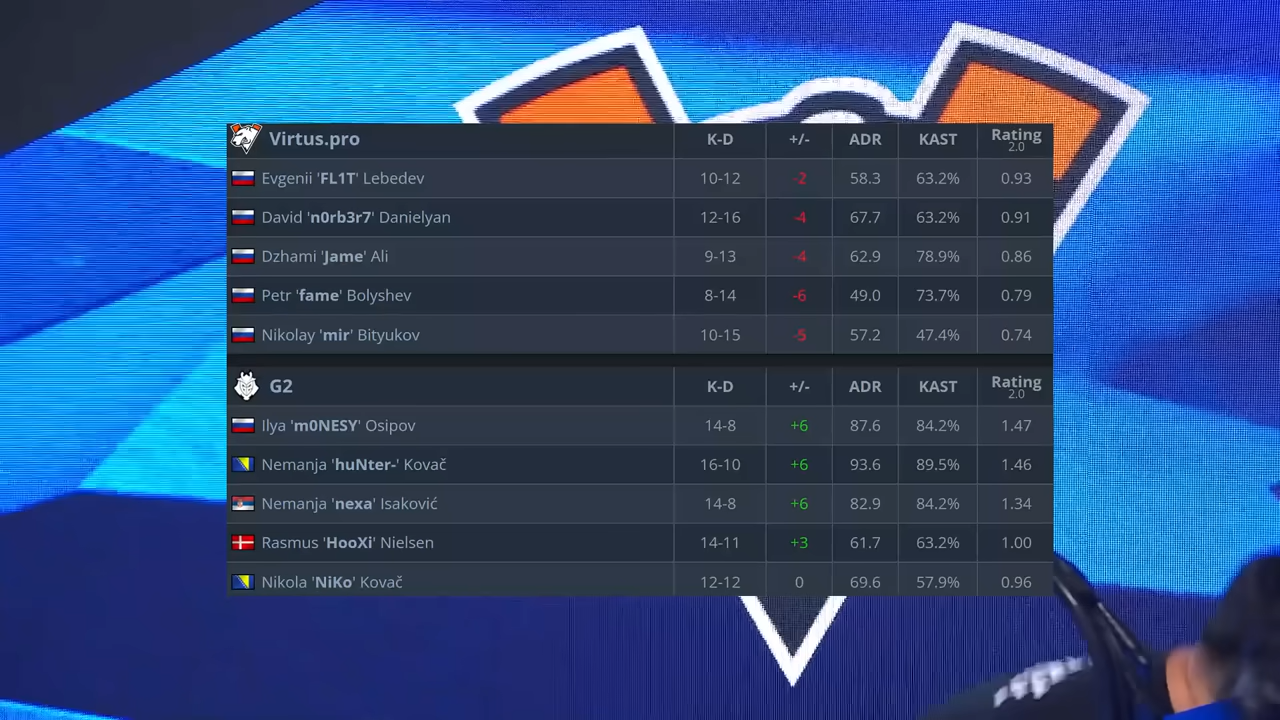 Virtus.pro K-D +/- ADR KAST Rating 2.0
Evgenii 'FL1T' Lebedev 10-12 -2 58.3 63.2% 0.93
David 'n0rb3r7' Danielyan 12-16 -4 67.7 63.2% 0.91
Dzhami 'Jame' Ali 9-13 -4 62.9 78.9% 0.86
Petr 'fame' Bolyshev 8-14 -6 49.0 73.7% 0.79
Nikolay 'mir' Bityukov 10-15 -5 57.2 47.4% 0.74
G2 K-D +/- ADR KAST Rating 2.0
Ilya 'm0NESY' Osipov 14-8 +6 87.6 84.2% 1.47
Nemanja 'huNter-' Kovač 16-10 +6 93.6 89.5% 1.46
Nemanja 'nexa' Isaković 14-8 +6 82.9 84.2% 1.34
Rasmus 'HooXi' Nielsen 14-11 +3 61.7 63.2% 1.00
Nikola 'NiKo' Kovač 12-12 0 69.6 57.9% 0.96